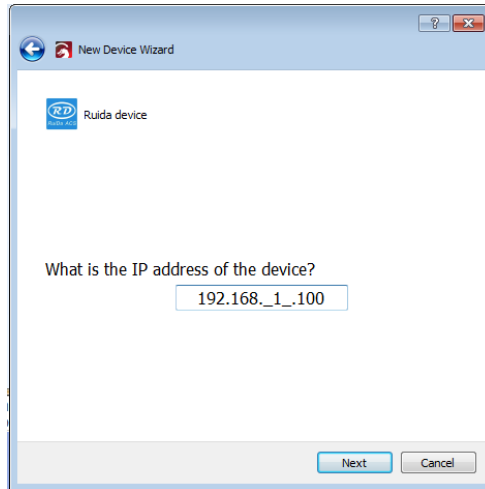 ?
New Device Wizard
RD
Ruida ACS
Ruida device
What is the IP address of the device?
192.168._1_.100
Next
Cancel